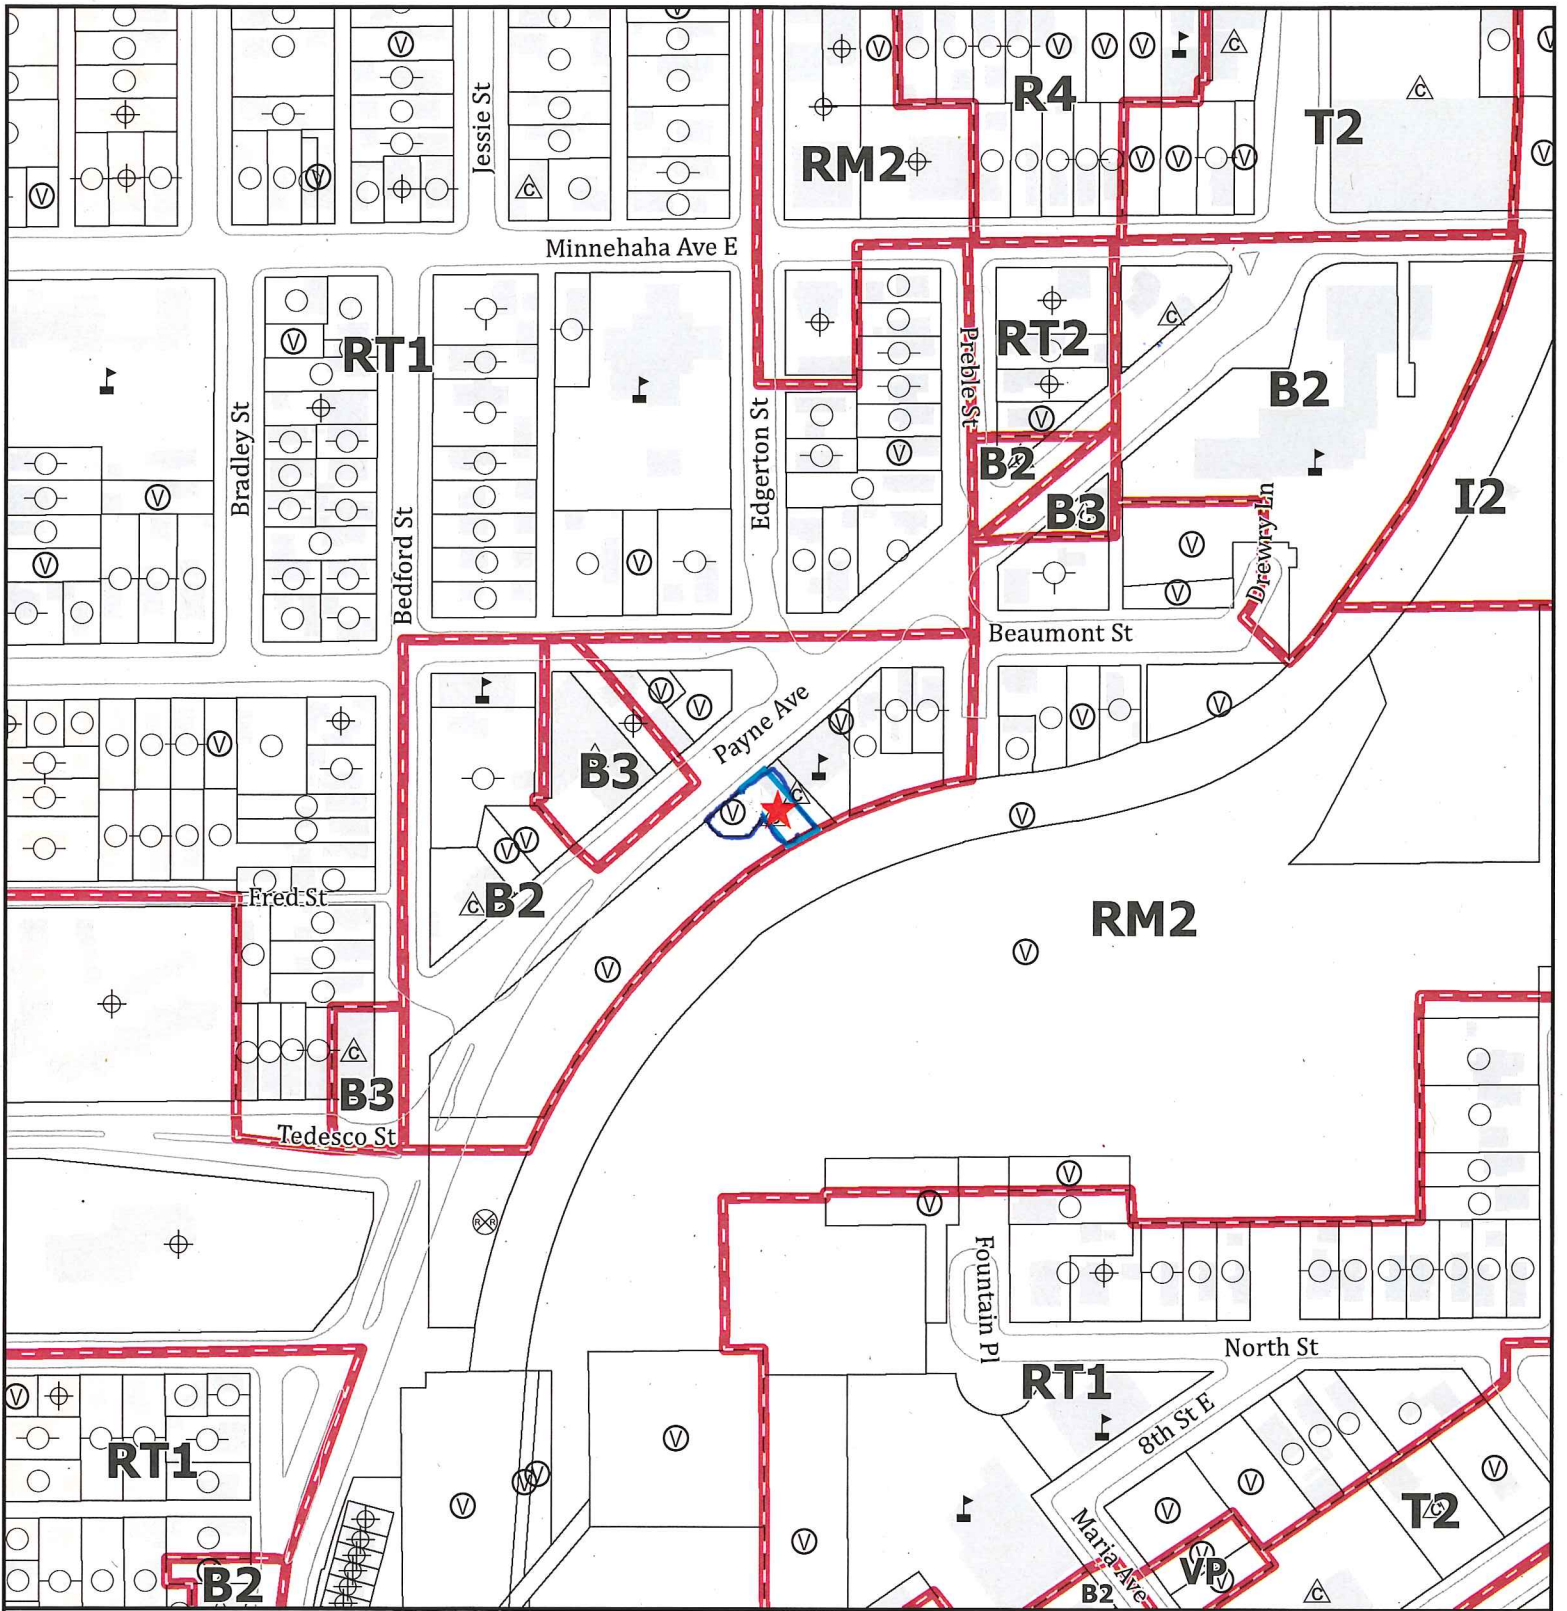 R4
T2
RM2
Jessie St
Minnehaha Ave E
RT1
RT2
Preble St
B2
Bradley St
Edgerton St
B2
I2
Bedford St
B3
Drewry Ln
Beaumont St
Payne Ave
B3
Fred St
B2
RM2
B3
Tedesco St
Fountain Pl
North St
RT1
8th St E
RT1
T2
Maria Ave
VP
B2
B2